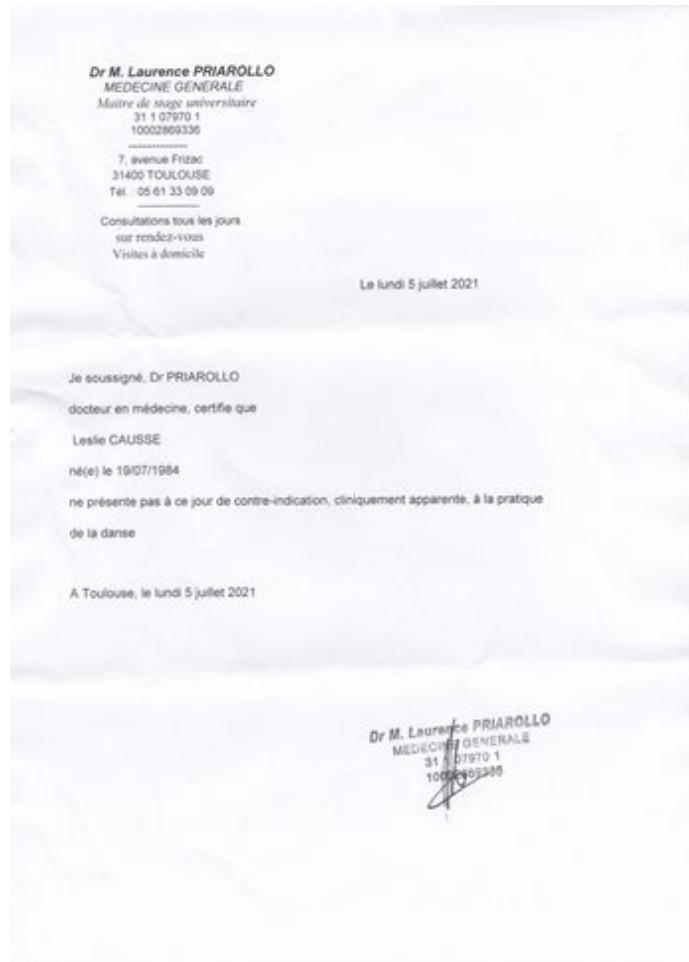 Dr M. Laurence PRIAROLLO
MEDECINE GENERALE
Maître de stage universitaire
31 1 07970 1
10002869336
---------------
7, avenue Frizac
31400 TOULOUSE
Tél. : 05 61 33 09 09
---------------
Consultations tous les jours
sur rendez-vous
Visites à domicile
Le lundi 5 juillet 2021
Je soussigné, Dr PRIAROLLO
docteur en médecine, certifie que
Leslie CAUSSE
né(e) le 19/07/1984
ne présente pas à ce jour de contre-indication, cliniquement apparente, à la pratique
de la danse
A Toulouse, le lundi 5 juillet 2021
Dr M. Laurence PRIAROLLO
MEDECINE GENERALE
31 1 07970 1
10002869336